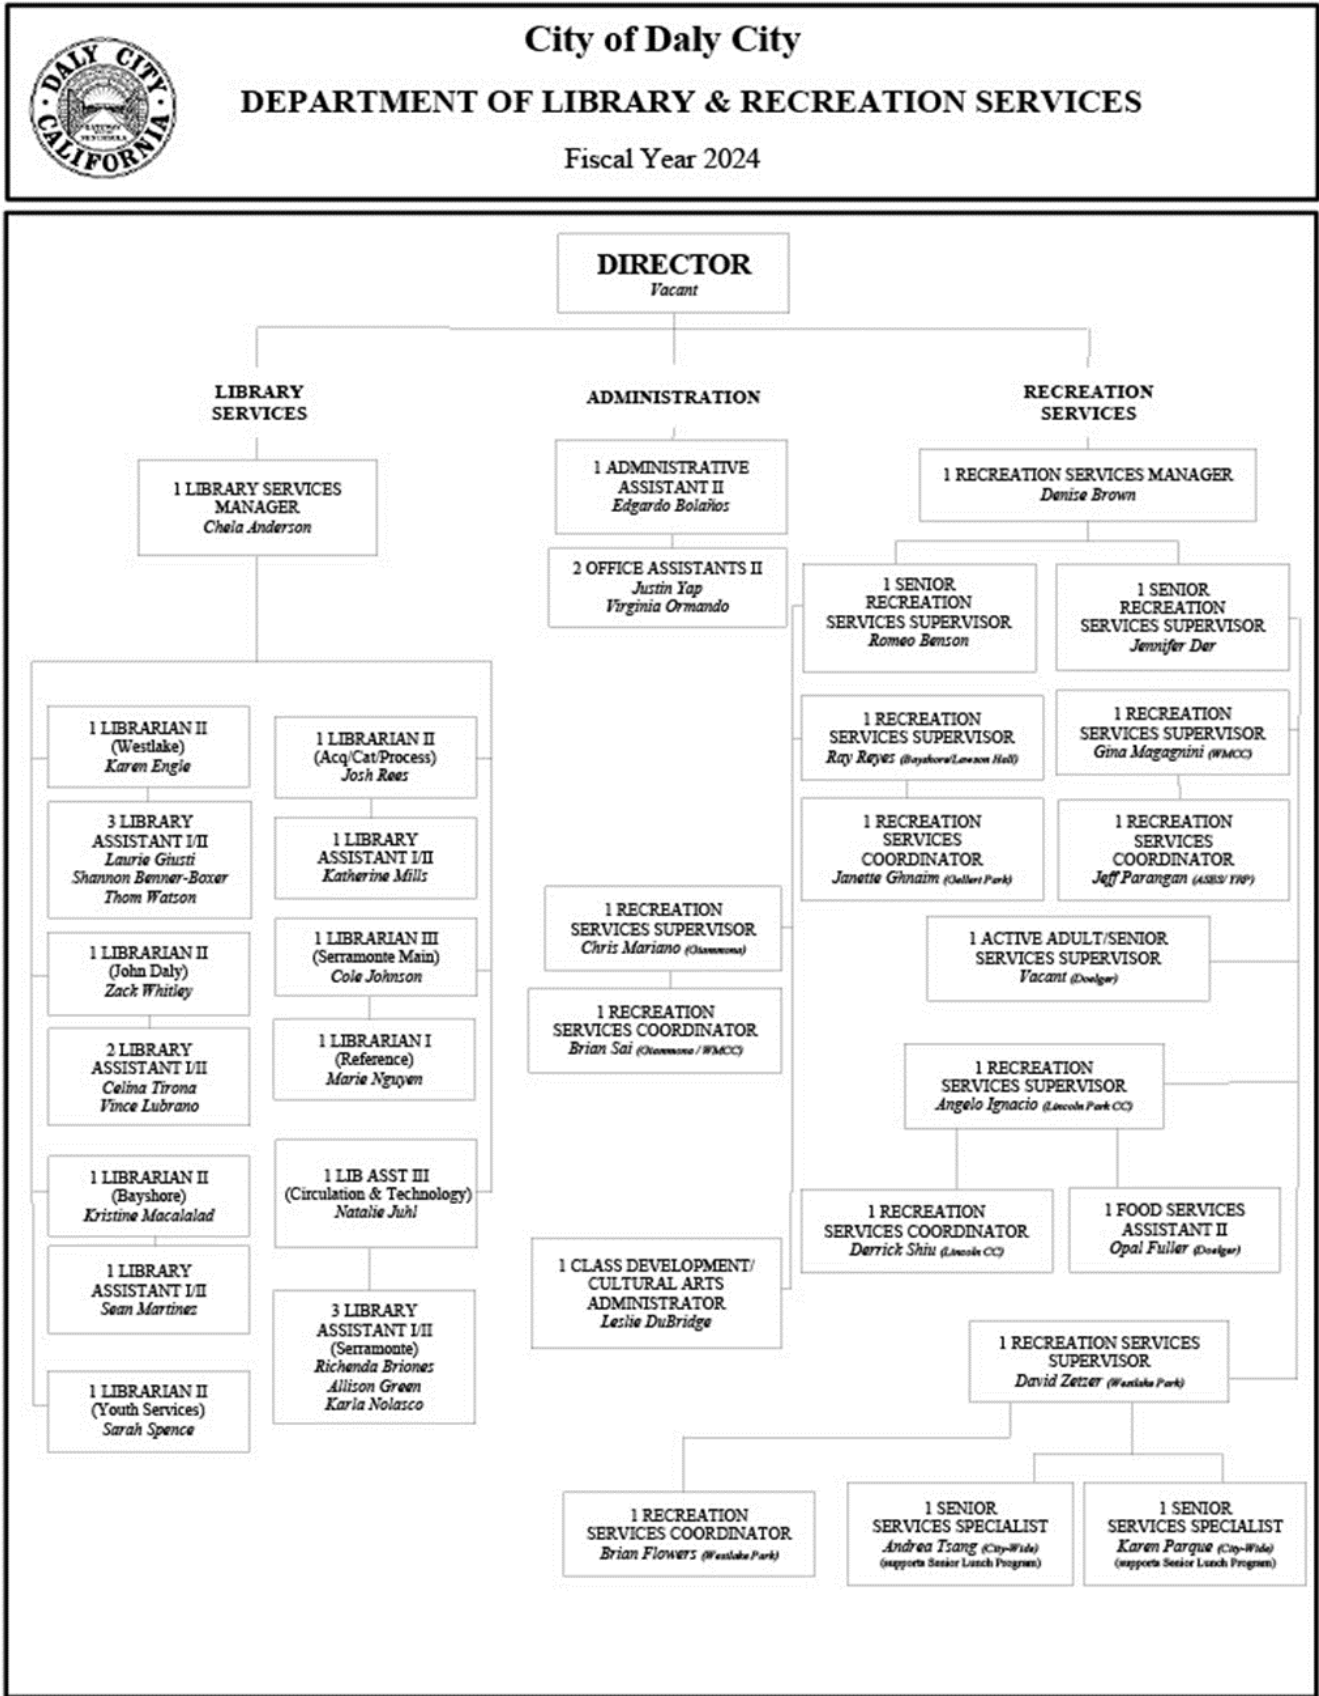 City of Daly City
DEPARTMENT OF LIBRARY & RECREATION SERVICES
Fiscal Year 2024
DALY CITY
CALIFORNIA
DIRECTOR
Vacant
LIBRARY
SERVICES
1 LIBRARY SERVICES
MANAGER
Chela Anderson
1 LIBRARIAN II
(Westlake)
Karen Engle
3 LIBRARY
ASSISTANT I/II
Laurie Giusti
Shannon Benner-Boxer
Thom Watson
1 LIBRARIAN II
(John Daly)
Zack Whitley
2 LIBRARY
ASSISTANT I/II
Celina Tirona
Vince Lubrano
1 LIBRARIAN II
(Bayshore)
Kristine Macalalad
1 LIBRARY
ASSISTANT I/II
Sean Martinez
1 LIBRARIAN II
(Youth Services)
Sarah Spence
1 LIBRARIAN II
(Acq/Cat/Process)
Josh Rees
1 LIBRARY
ASSISTANT I/II
Katherine Mills
1 LIBRARIAN III
(Serramonte Main)
Cole Johnson
1 LIBRARIAN I
(Reference)
Marie Nguyen
1 LIB ASST III
(Circulation & Technology)
Natalie Juhl
3 LIBRARY
ASSISTANT I/II
(Serramonte)
Richenda Briones
Allison Green
Karla Nolasco
ADMINISTRATION
1 ADMINISTRATIVE
ASSISTANT II
Edgardo Bolaños
2 OFFICE ASSISTANTS II
Justin Yap
Virginia Ormando
RECREATION
SERVICES
1 RECREATION SERVICES MANAGER
Denise Brown
1 SENIOR
RECREATION
SERVICES SUPERVISOR
Romeo Benson
1 RECREATION
SERVICES SUPERVISOR
Ray Reyes (Bayshore/Lawson Hall)
1 RECREATION
SERVICES
COORDINATOR
Janette Ghnaim (Gellert Park)
1 RECREATION
SERVICES SUPERVISOR
Chris Mariano (Giammona)
1 RECREATION
SERVICES COORDINATOR
Brian Sai (Giammona / WMCC)
1 CLASS DEVELOPMENT/
CULTURAL ARTS
ADMINISTRATOR
Leslie DuBridge
1 SENIOR
RECREATION
SERVICES SUPERVISOR
Jennifer Der
1 RECREATION
SERVICES SUPERVISOR
Gina Magagnini (WMCC)
1 RECREATION
SERVICES
COORDINATOR
Jeff Parangan (ASES/ YRP)
1 ACTIVE ADULT/SENIOR
SERVICES SUPERVISOR
Vacant (Doelger)
1 RECREATION
SERVICES SUPERVISOR
Angelo Ignacio (Lincoln Park CC)
1 RECREATION
SERVICES COORDINATOR
Derrick Shiu (Lincoln CC)
1 FOOD SERVICES
ASSISTANT II
Opal Fuller (Doelger)
1 RECREATION SERVICES
SUPERVISOR
David Zetzer (Westlake Park)
1 RECREATION
SERVICES COORDINATOR
Brian Flowers (Westlake Park)
1 SENIOR
SERVICES SPECIALIST
Andrea Tsang (City-Wide)
(supports Senior Lunch Program)
1 SENIOR
SERVICES SPECIALIST
Karen Parque (City-Wide)
(supports Senior Lunch Program)